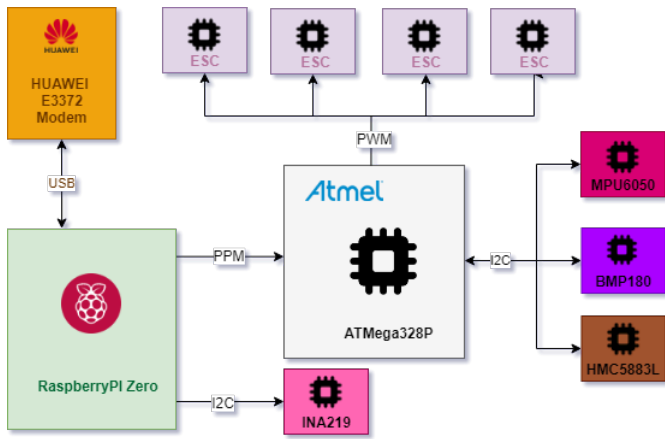 HUAWEI
HUAWEI
E3372
Modem
ESC
ESC
ESC
ESC
PWM
USB
Atmel
MPU6050
PPM
I2C
BMP180
ATMega328P
HMC5883L
RaspberryPI Zero
I2C
INA219